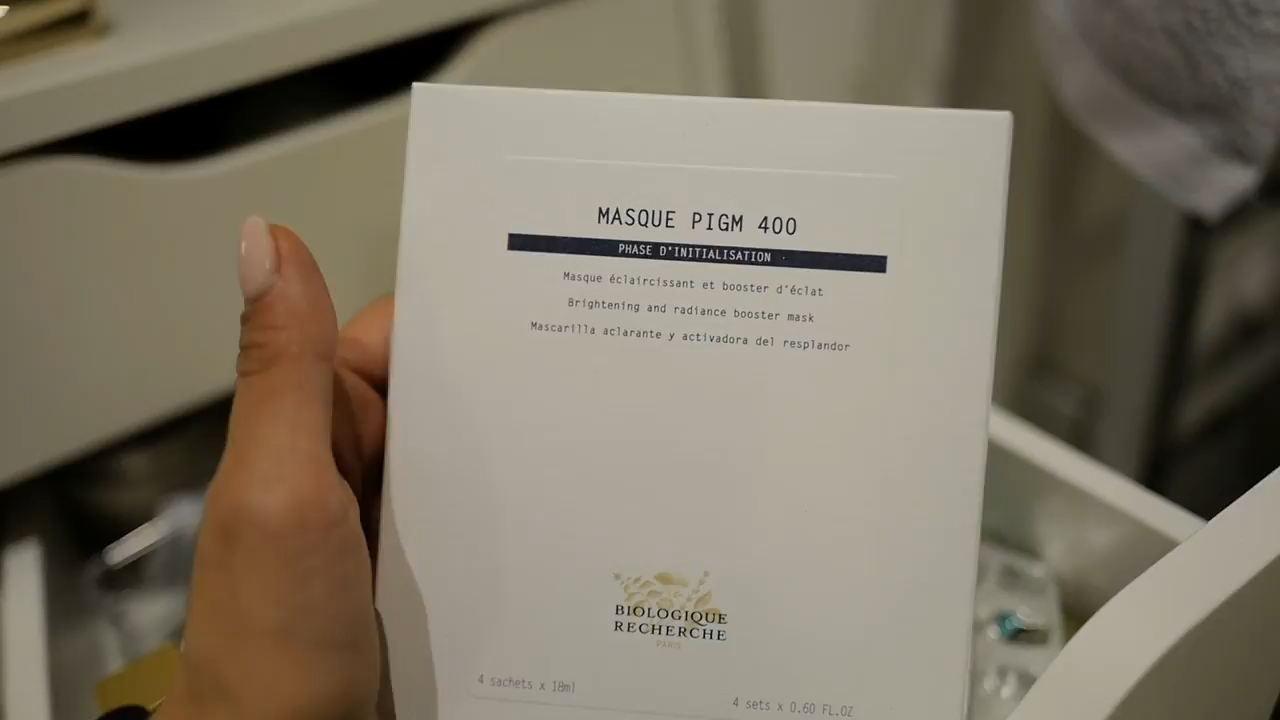 MASQUE PIGM 400
PHASE D'INITIALISATION
Masque éclaircissant et booster d'éclat
Brightening and radiance booster mask
Mascarilla aclarante y activadora del resplandor
BIOLOGIQUE
RECHERCHE
PARIS
4 sachets x 18ml
4 sets x 0.60 FL.OZ